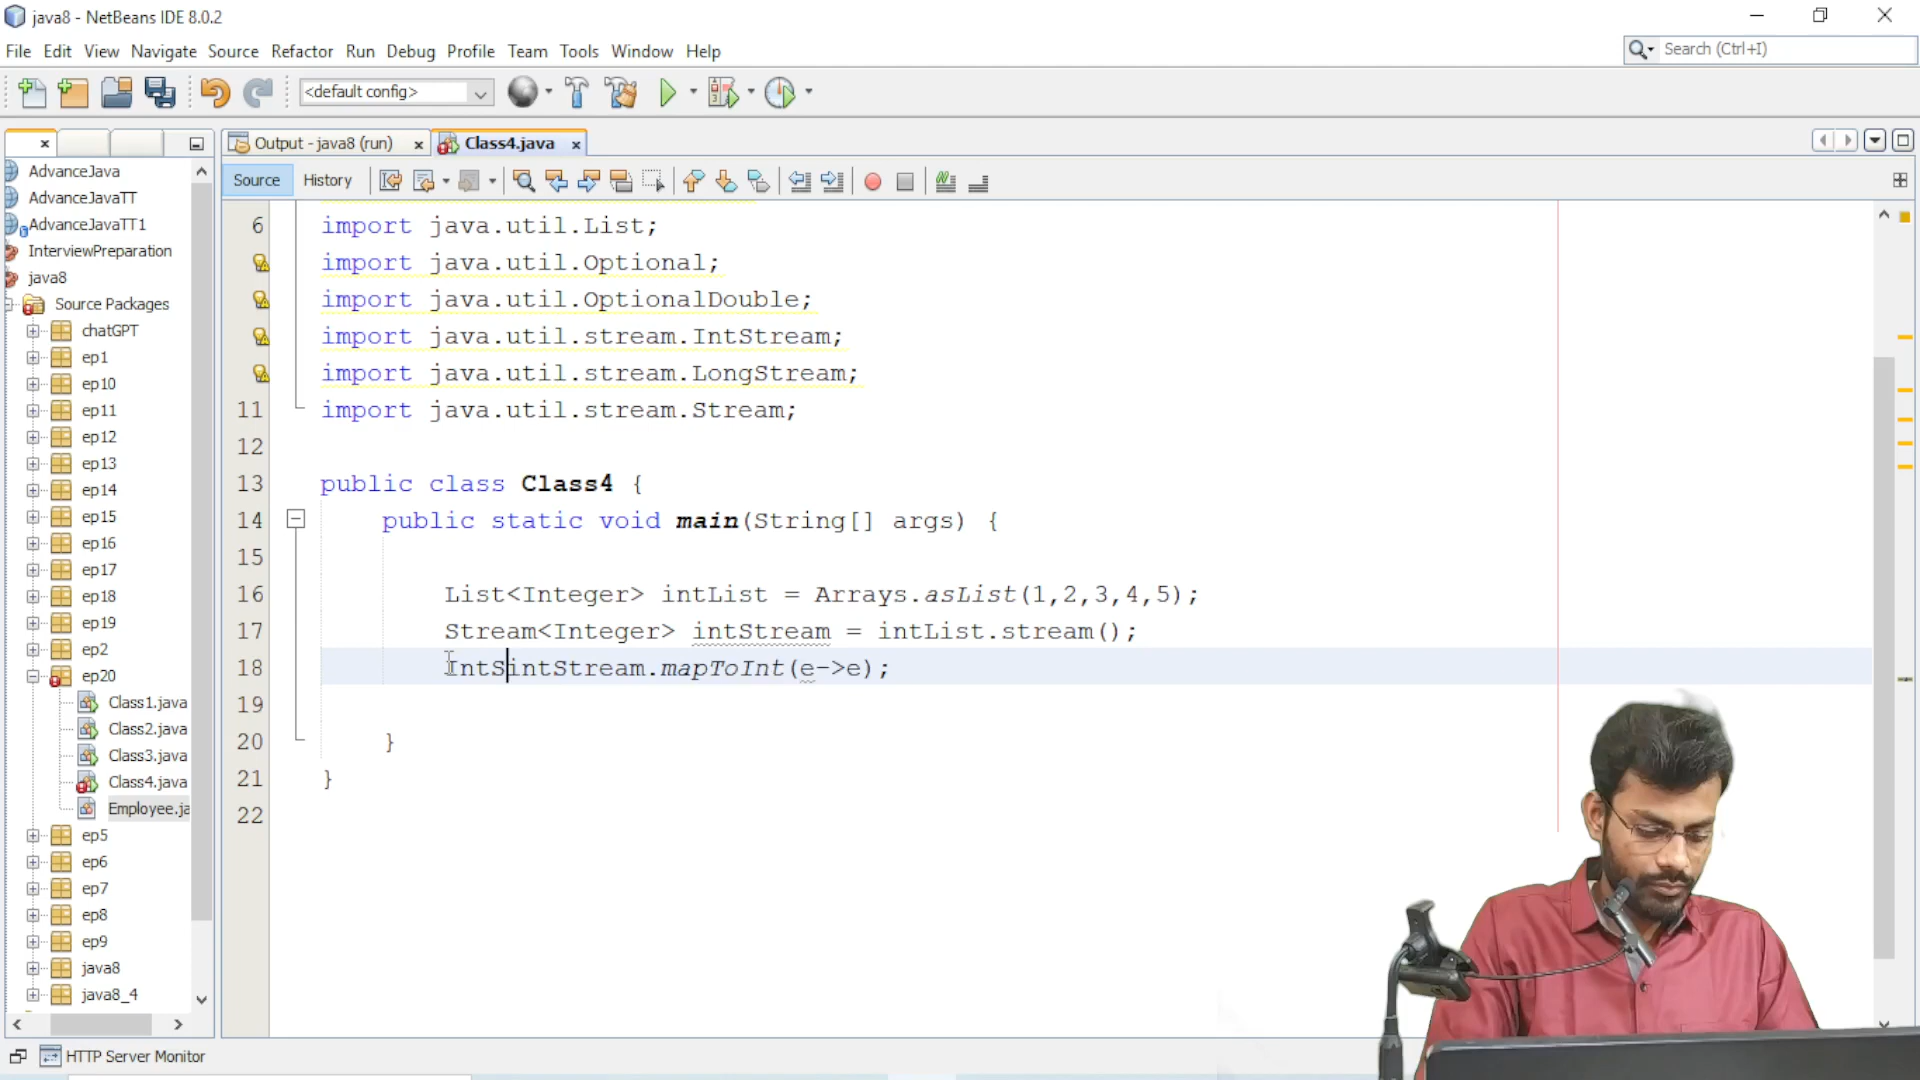 java8 - NetBeans IDE 8.0.2
File Edit View Navigate Source Refactor Run Debug Profile Team Tools Window Help
Search (Ctrl+I)
<default config>
Output - java8 (run)
Class4.java
Source History
AdvanceJava
AdvanceJavaTT
AdvanceJavaTT1
InterviewPreparation
java8
Source Packages
chatGPT
ep1
ep10
ep11
ep12
ep13
ep14
ep15
ep16
ep17
ep18
ep19
ep2
ep20
Class1.java
Class2.java
Class3.java
Class4.java
Employee.ja
ep5
ep6
ep7
ep8
ep9
java8
java8_4
6 import java.util.List;
import java.util.Optional;
import java.util.OptionalDouble;
import java.util.stream.IntStream;
import java.util.stream.LongStream;
11 import java.util.stream.Stream;
12
13 public class Class4 {
14 public static void main(String[] args) {
15
16 List<Integer> intList = Arrays.asList(1,2,3,4,5);
17 Stream<Integer> intStream = intList.stream();
18 IntSintStream.mapToInt(e->e);
19
20 }
21 }
22
HTTP Server Monitor